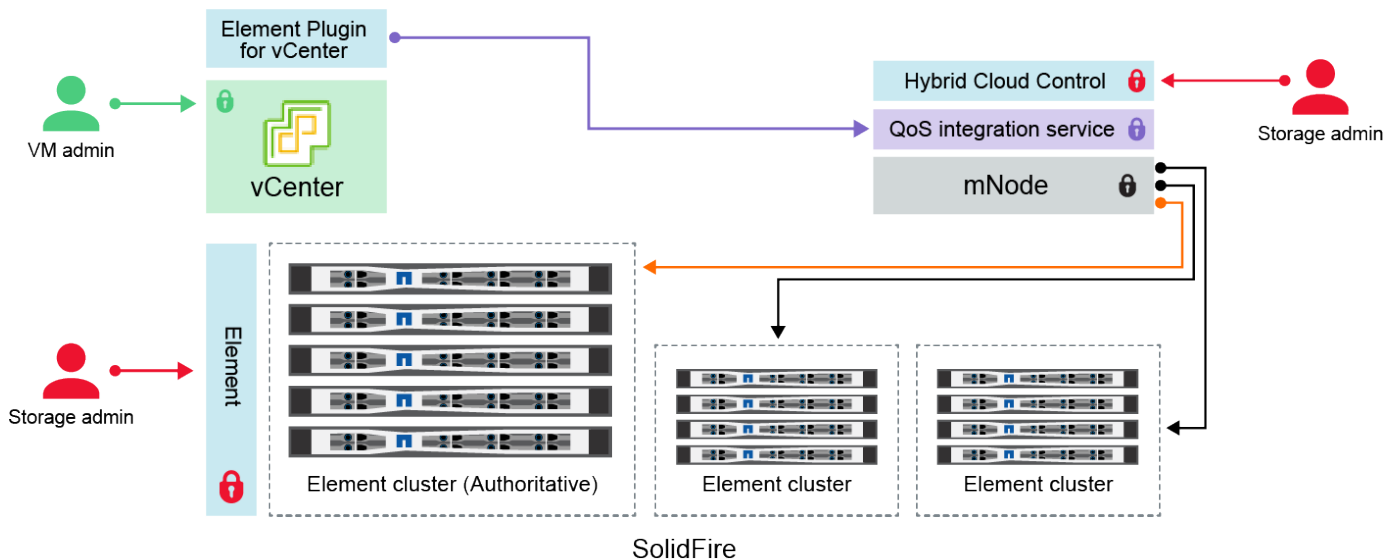 Element Plugin
for vCenter
VM admin
vCenter
Hybrid Cloud Control
QoS integration service
mNode
Storage admin
Element
Storage admin
Element cluster (Authoritative)
Element cluster
Element cluster
SolidFire